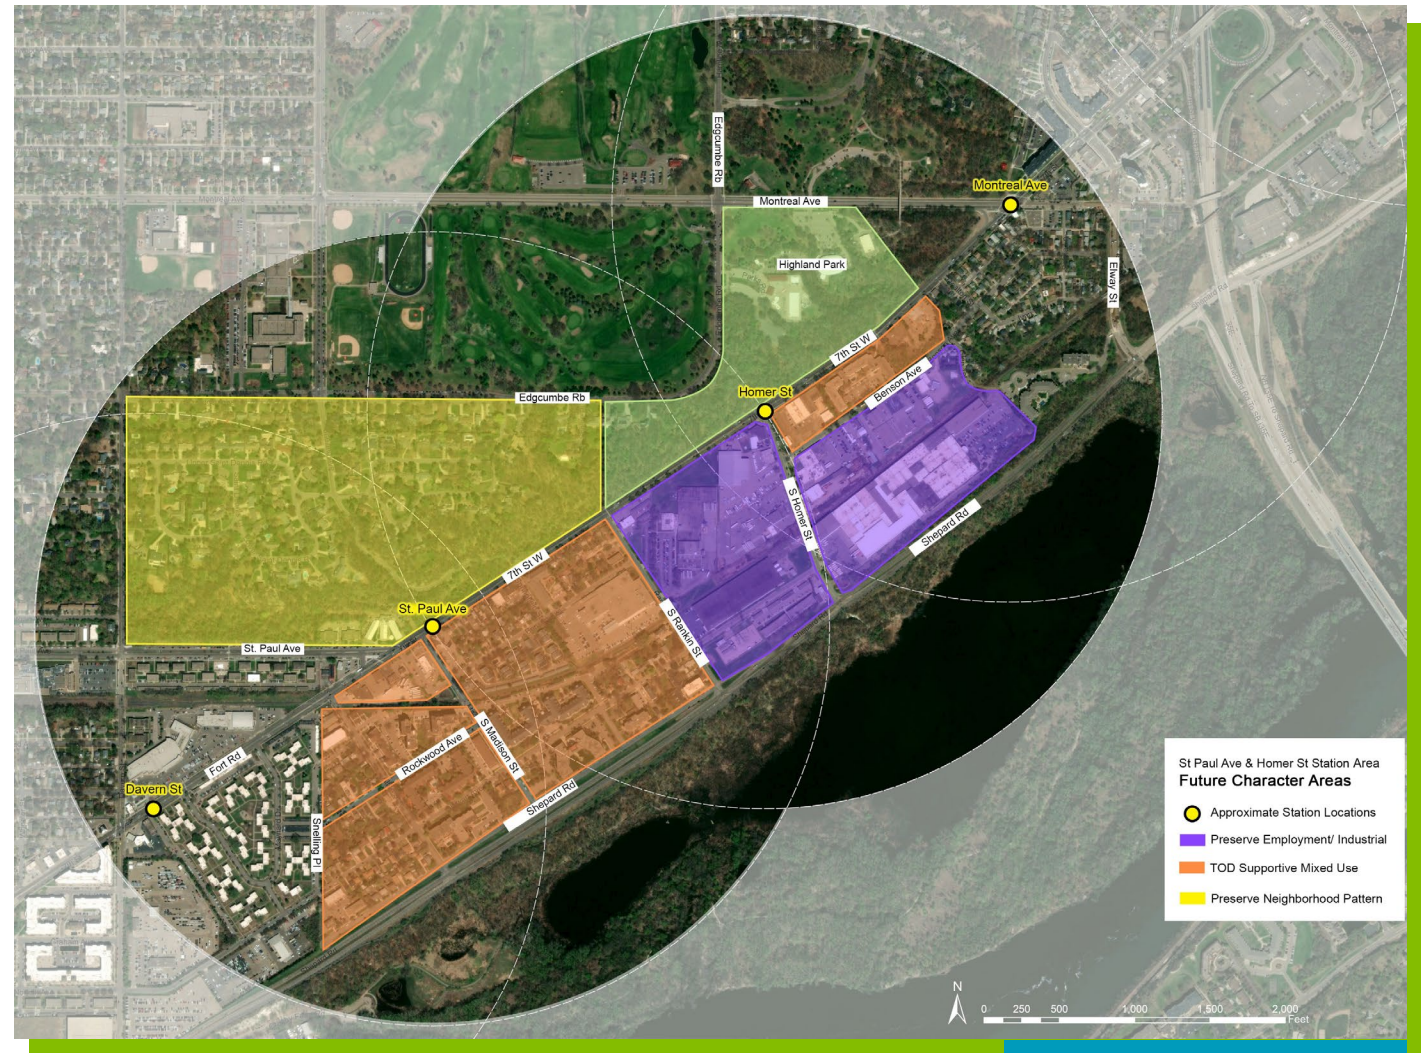 Edgcumbe Rb
Montreal Ave
Montreal Ave
Highland Park
Elway St
7th St W
Benson Ave
Homer St
Edgcumbe Rb
S Homer St
Shepard Rd
7th St W
St. Paul Ave
St. Paul Ave
S Rankin St
S Madison St
Rockwood Ave
Fort Rd
Davern St
Shepard Rd
Snelling Pl
St Paul Ave & Homer St Station Area
Future Character Areas
Approximate Station Locations
Preserve Employment/ Industrial
TOD Supportive Mixed Use
Preserve Neighborhood Pattern
N
0 250 500 1,000 1,500 2,000
Feet